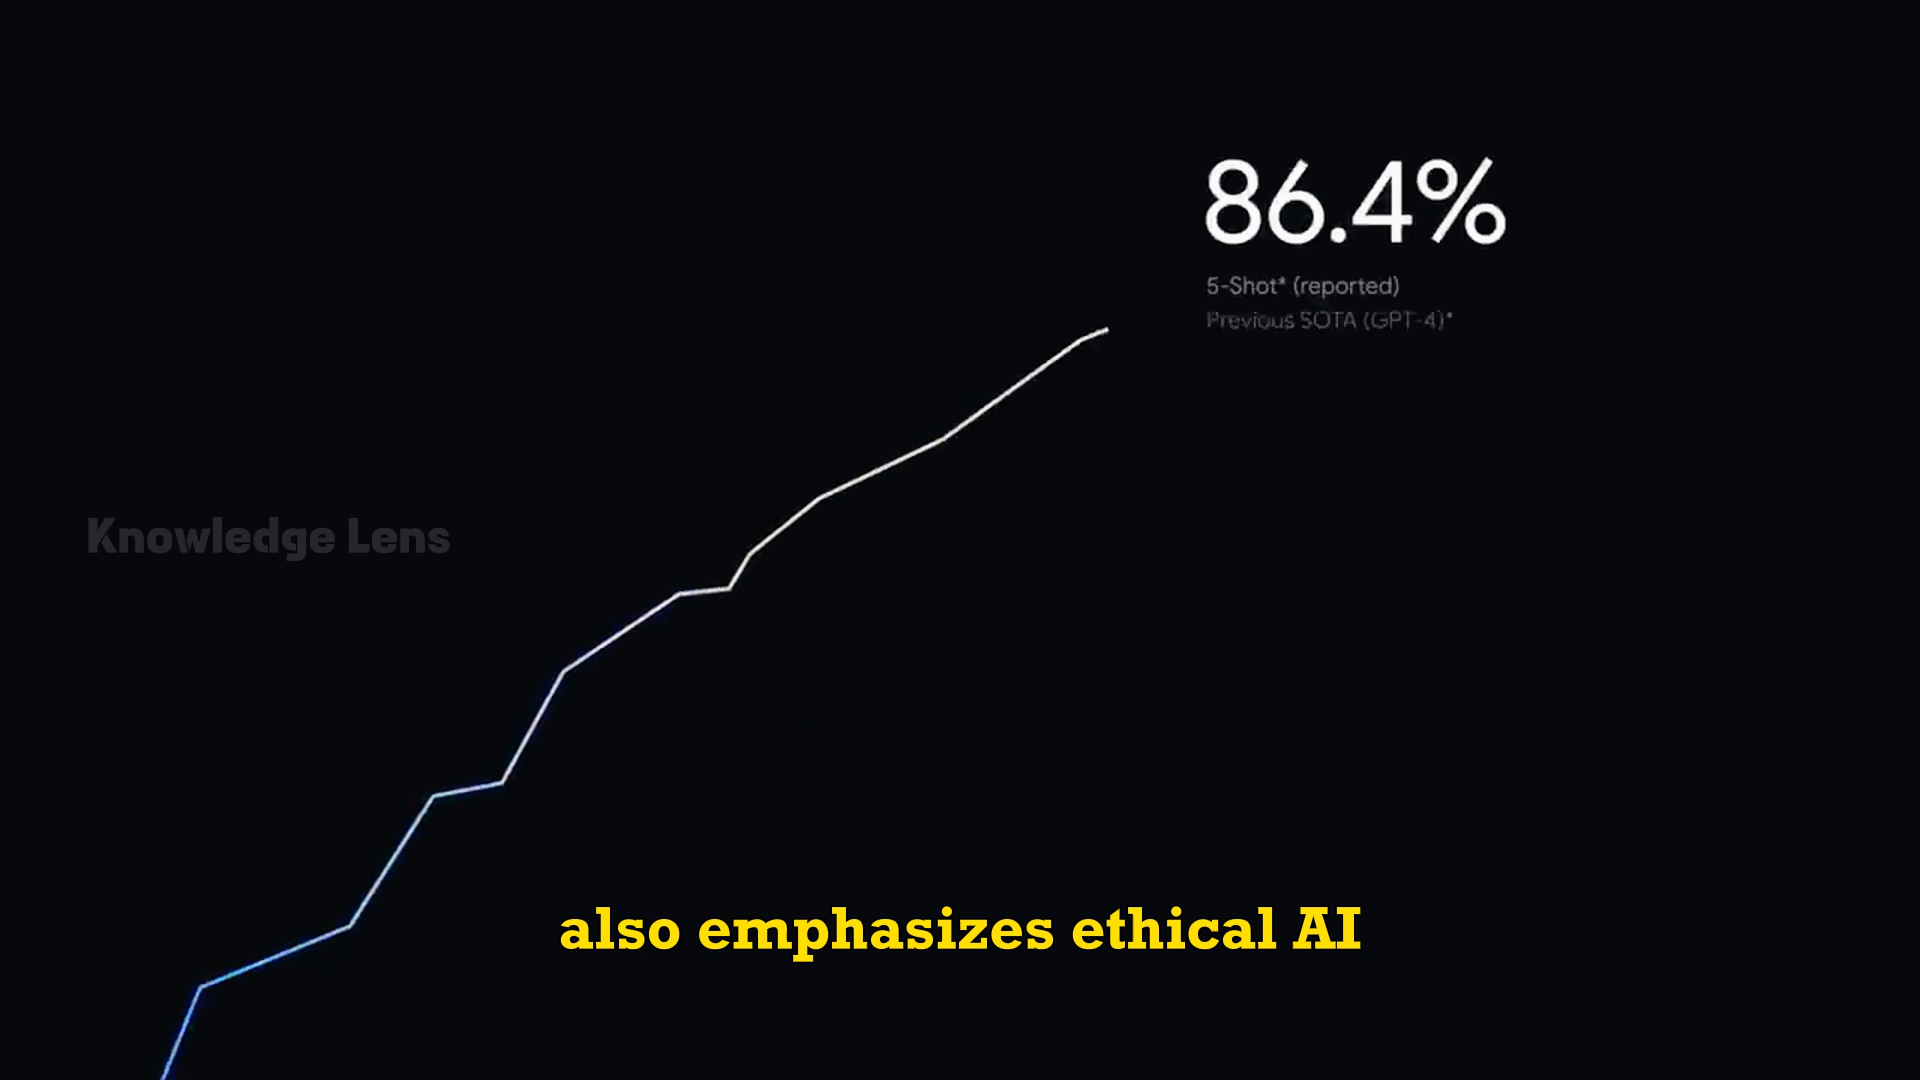 86.4%
5-Shot* (reported)
Previous SOTA (GPT-4)*
Knowledge Lens
also emphasizes ethical AI